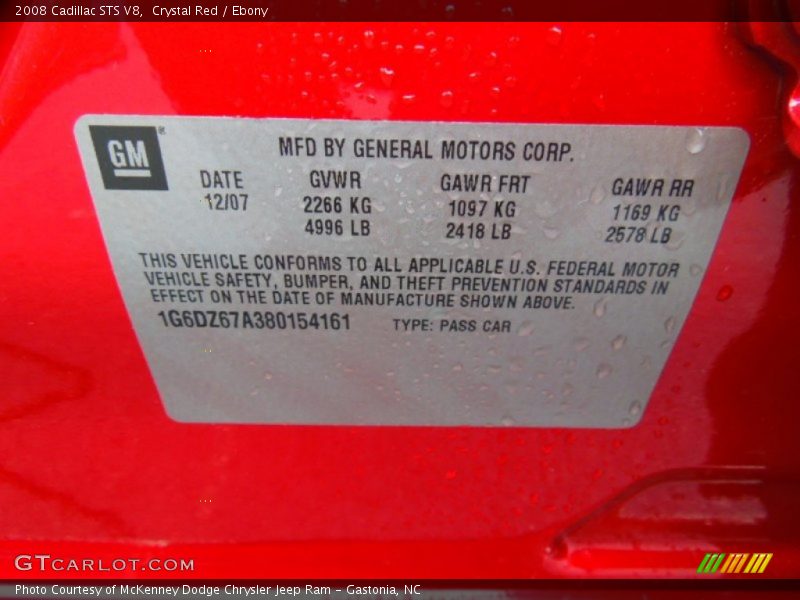 2008 Cadillac STS V8,  Crystal Red / Ebony
GM®
MFD BY GENERAL MOTORS CORP.
DATE GVWR GAWR FRT GAWR RR
12/07 2266 KG 1097 KG 1169 KG
4996 LB 2418 LB 2578 LB
THIS VEHICLE CONFORMS TO ALL APPLICABLE U.S. FEDERAL MOTOR
VEHICLE SAFETY, BUMPER, AND THEFT PREVENTION STANDARDS IN
EFFECT ON THE DATE OF MANUFACTURE SHOWN ABOVE.
1G6DZ67A380154161 TYPE: PASS CAR
GTCARLOT.COM
Photo Courtesy of McKenney Dodge Chrysler Jeep Ram - Gastonia, NC